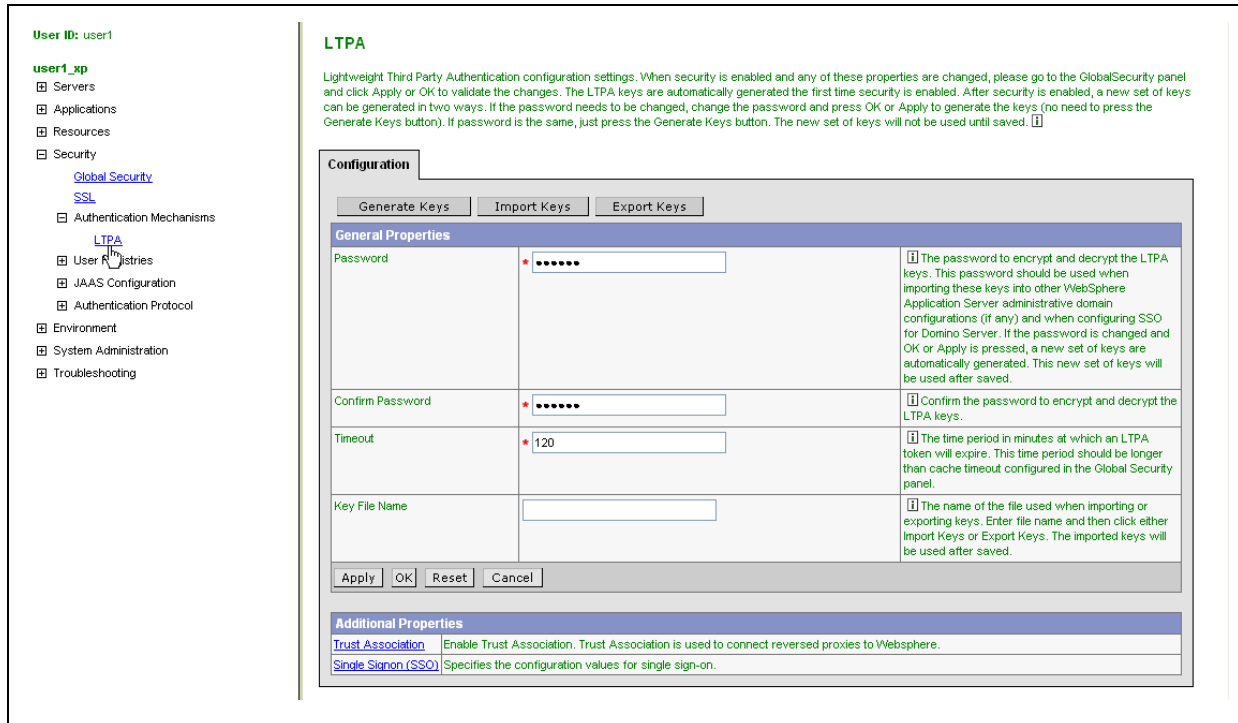 User ID: user1
user1_xp
Servers
Applications
Resources
Security
Global Security
SSL
Authentication Mechanisms
LTPA
User R istries
JAAS Configuration
Authentication Protocol
Environment
System Administration
Troubleshooting
LTPA
Lightweight Third Party Authentication configuration settings. When security is enabled and any of these properties are changed, please go to the GlobalSecurity panel
and click Apply or OK to validate the changes. The LTPA keys are automatically generated the first time security is enabled. After security is enabled, a new set of keys
can be generated in two ways. If the password needs to be changed, change the password and press OK or Apply to generate the keys (no need to press the
Generate Keys button). If password is the same, just press the Generate Keys button. The new set of keys will not be used until saved. i
Configuration
Generate Keys Import Keys Export Keys
General Properties
Password
* ●●●●●●
i The password to encrypt and decrypt the LTPA
keys. This password should be used when
importing these keys into other WebSphere
Application Server administrative domain
configurations (if any) and when configuring SSO
for Domino Server. If the password is changed and
OK or Apply is pressed, a new set of keys are
automatically generated. This new set of keys will
be used after saved.
Confirm Password
* ●●●●●●
i Confirm the password to encrypt and decrypt the
LTPA keys.
Timeout
* 120
i The time period in minutes at which an LTPA
token will expire. This time period should be longer
than cache timeout configured in the Global Security
panel.
Key File Name
i The name of the file used when importing or
exporting keys. Enter file name and then click either
Import Keys or Export Keys. The imported keys will
be used after saved.
Apply OK Reset Cancel
Additional Properties
Trust Association Enable Trust Association. Trust Association is used to connect reversed proxies to Websphere.
Single Signon (SSO) Specifies the configuration values for single sign-on.